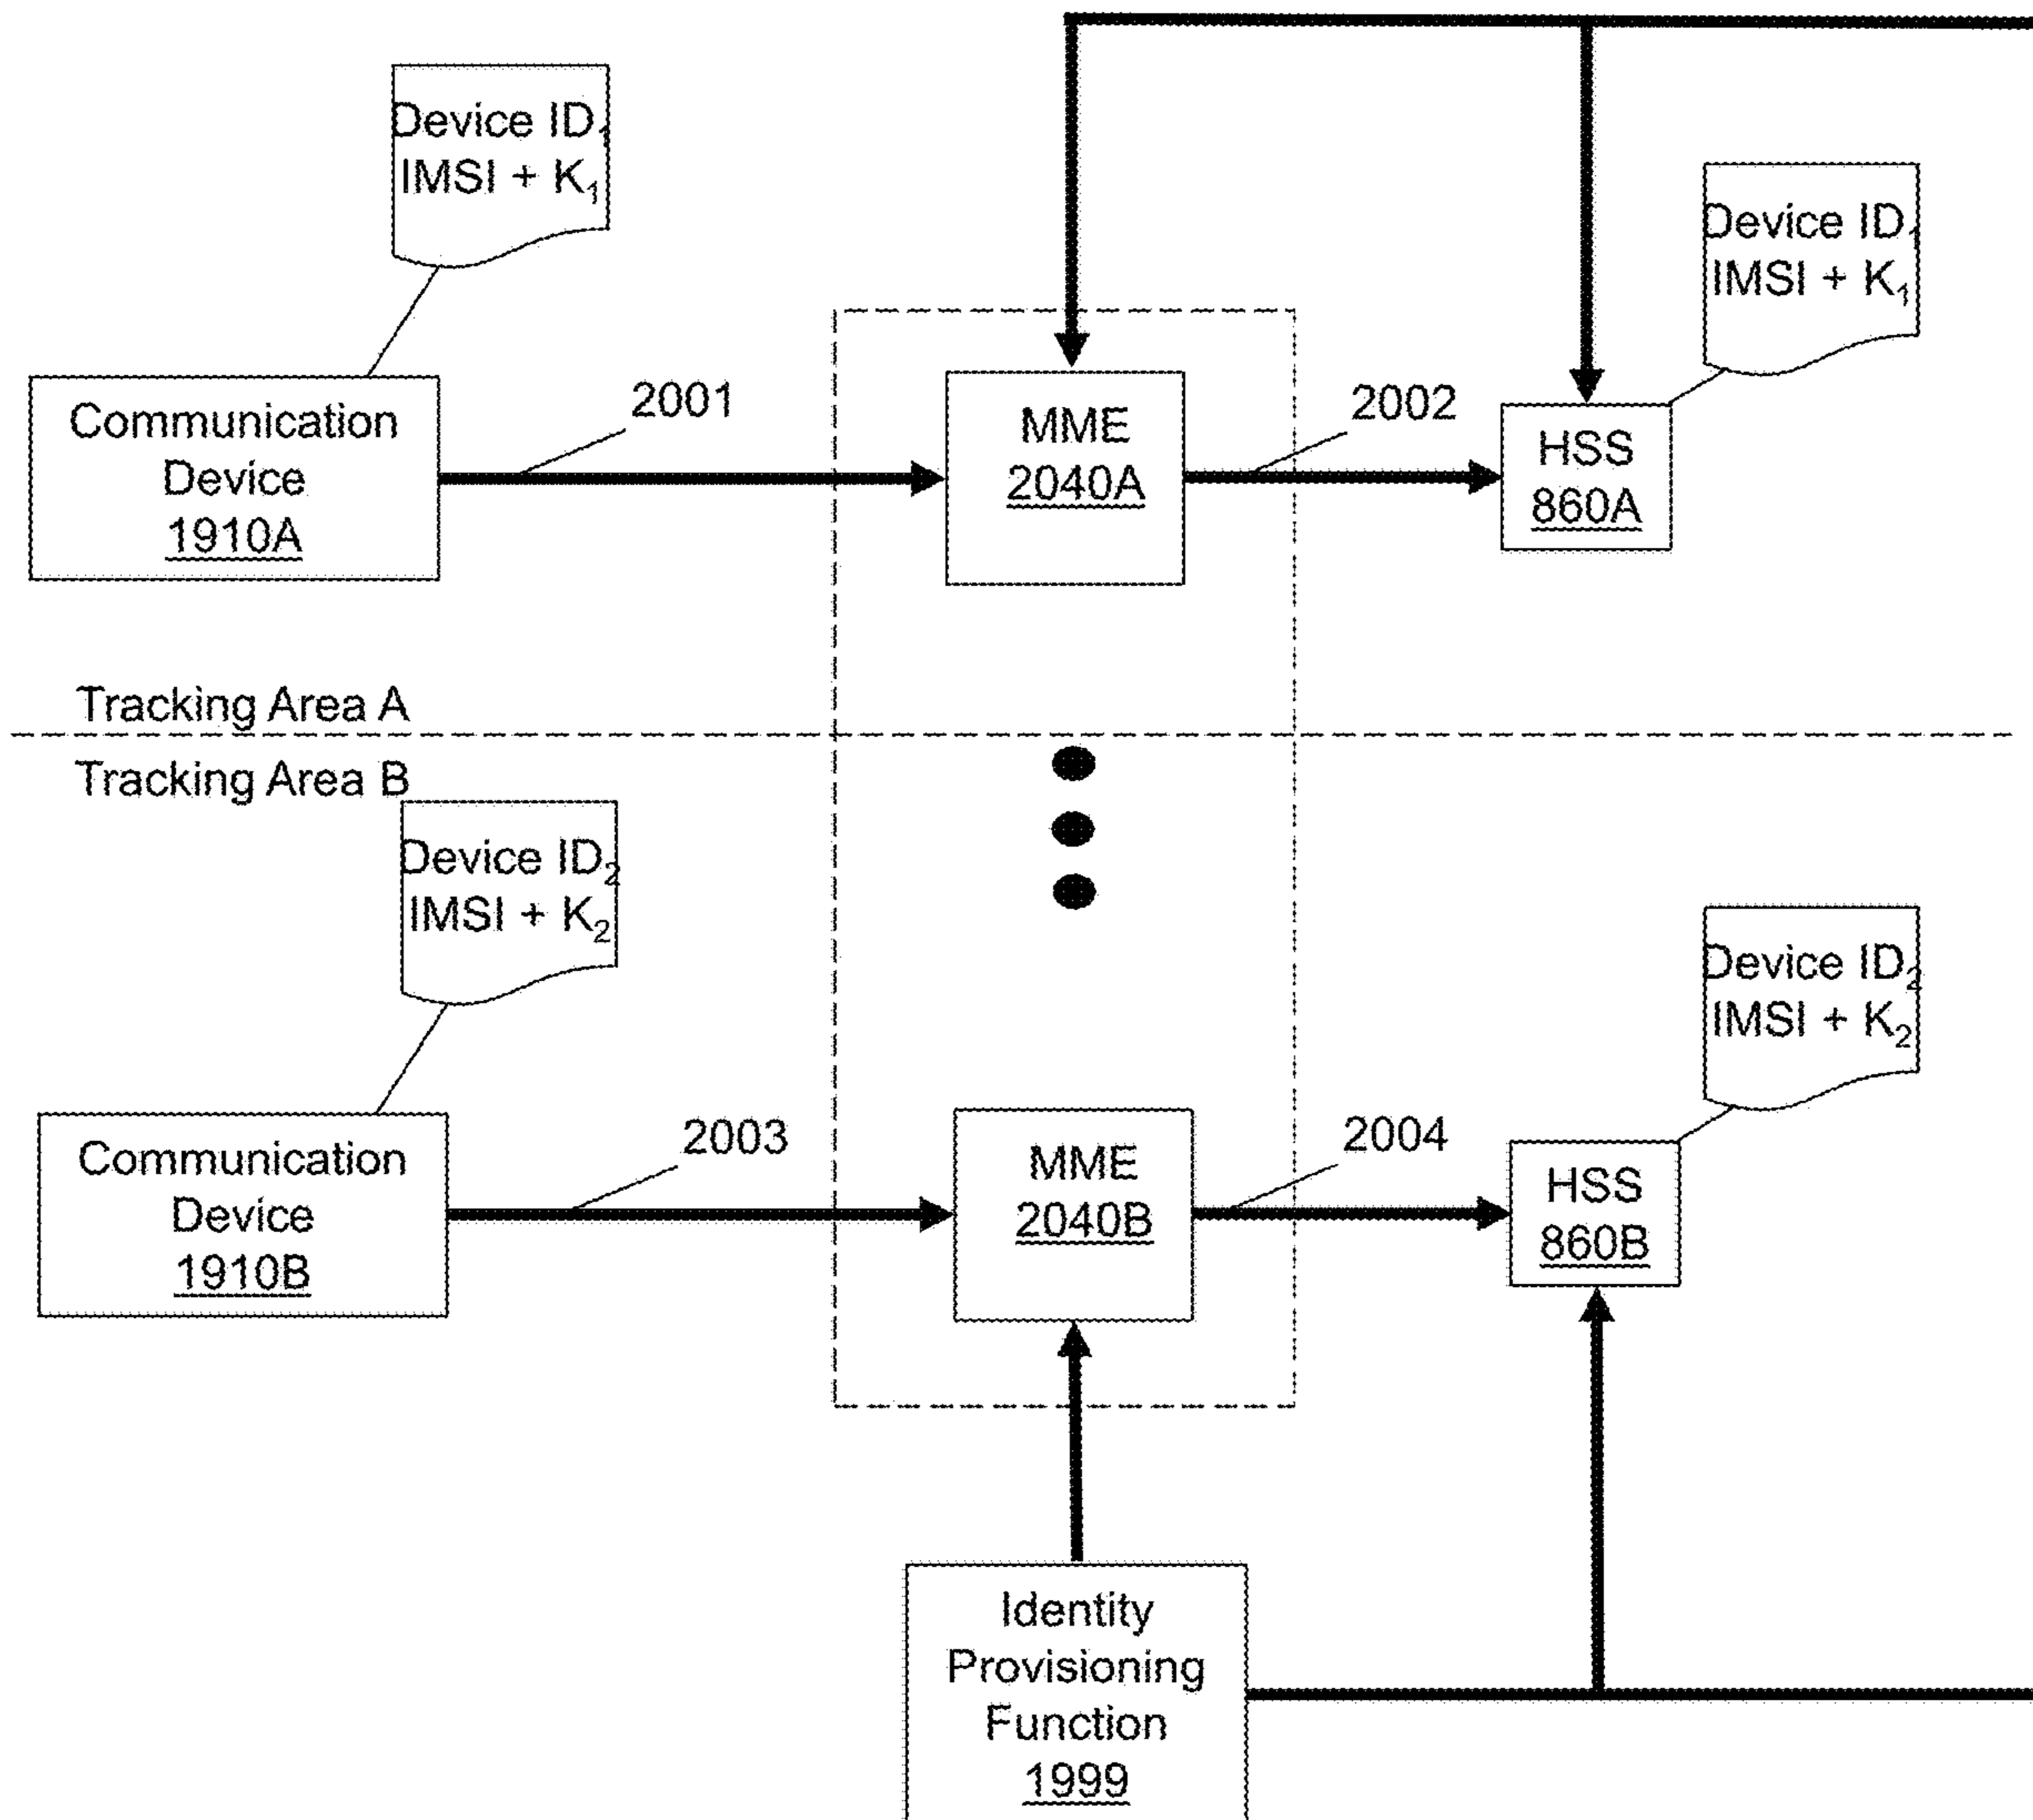 Device ID₁
IMSI + K₁
Device ID₁
IMSI + K₁
Communication
Device
1910A
2001
MME
2040A
2002
HSS
860A
Tracking Area A
Tracking Area B
Device ID₂
IMSI + K₂
Device ID₂
IMSI + K₂
Communication
Device
1910B
2003
MME
2040B
2004
HSS
860B
Identity
Provisioning
Function
1999